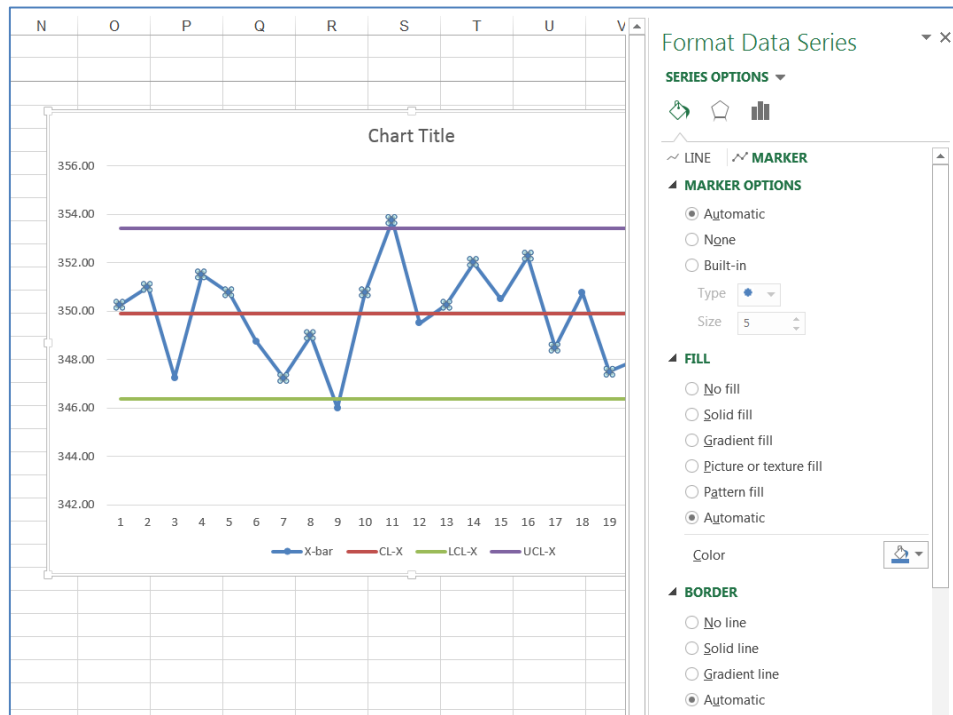 N O P Q R S T U V
Format Data Series
SERIES OPTIONS
Chart Title
356.00
354.00
352.00
350.00
348.00
346.00
344.00
342.00
1 2 3 4 5 6 7 8 9 10 11 12 13 14 15 16 17 18 19
X-bar CL-X LCL-X UCL-X
LINE MARKER
MARKER OPTIONS
Automatic
None
Built-in
Type
Size 5
FILL
No fill
Solid fill
Gradient fill
Picture or texture fill
Pattern fill
Automatic
Color
BORDER
No line
Solid line
Gradient line
Automatic